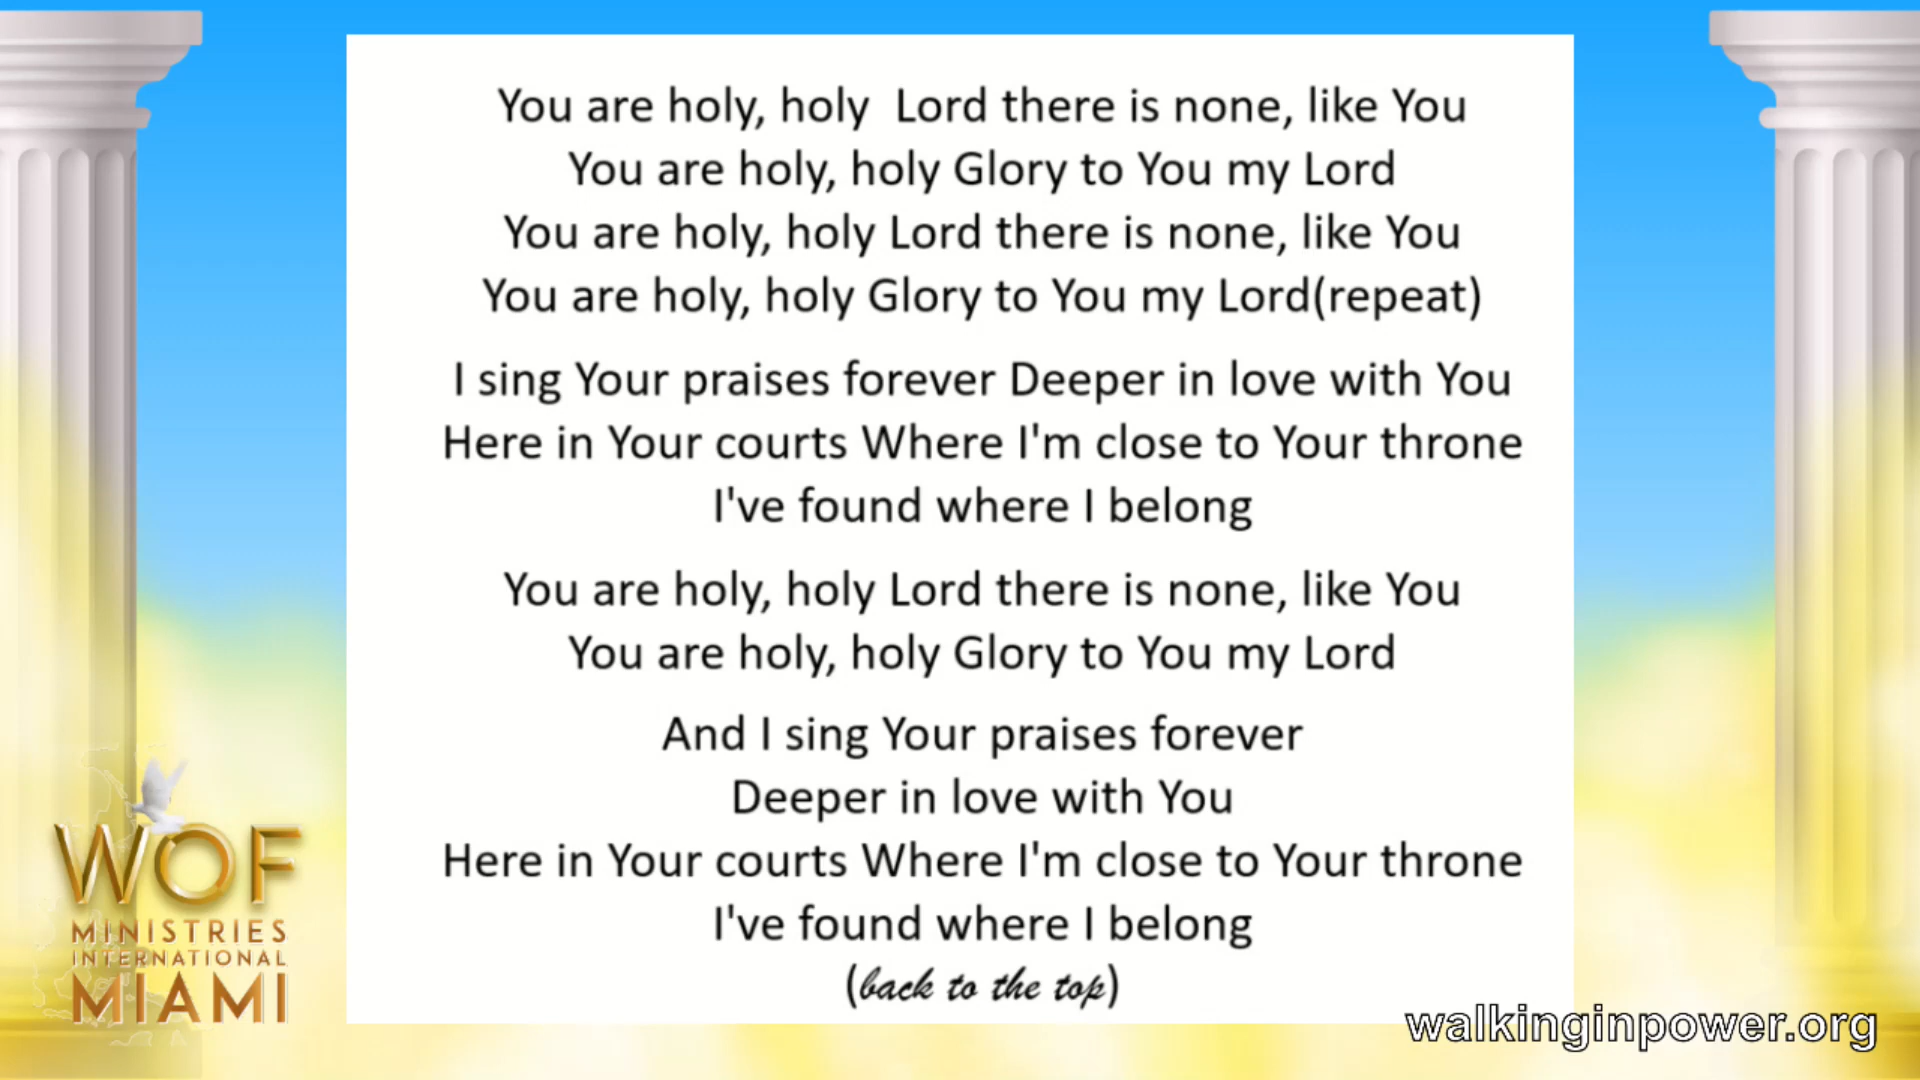 You are holy, holy  Lord there is none, like You
You are holy, holy Glory to You my Lord
You are holy, holy Lord there is none, like You
You are holy, holy Glory to You my Lord(repeat)
I sing Your praises forever Deeper in love with You
Here in Your courts Where I'm close to Your throne
I've found where I belong
You are holy, holy Lord there is none, like You
You are holy, holy Glory to You my Lord
And I sing Your praises forever
Deeper in love with You
Here in Your courts Where I'm close to Your throne
I've found where I belong
(back to the top)
WOF
MINISTRIES
INTERNATIONAL
MIAMI
walkinginpower.org